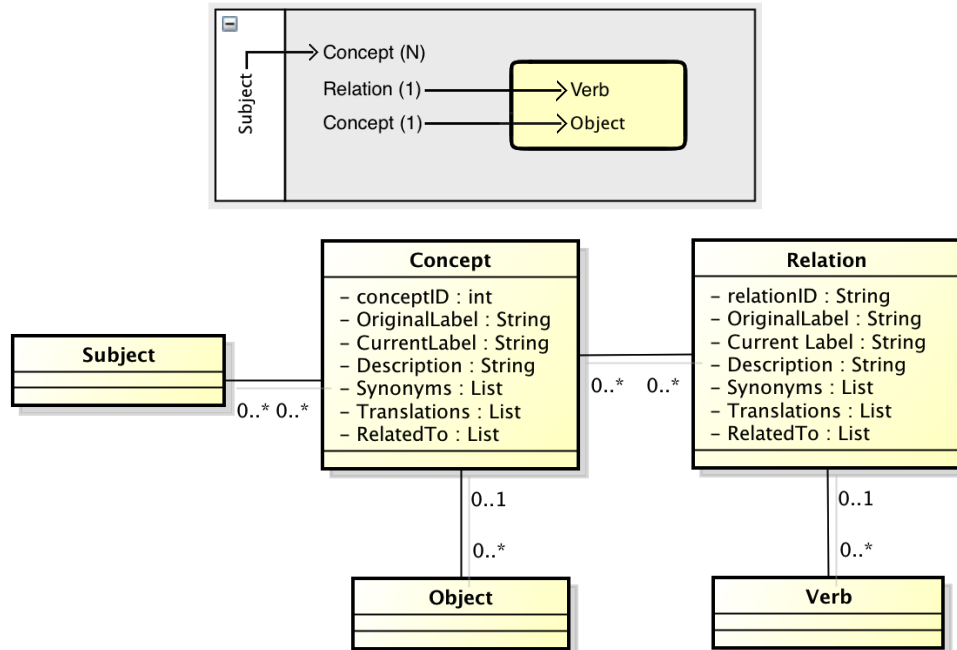 Subject
Concept (N)
Relation (1)
Verb
Concept (1)
Object
Concept
- conceptID : int
- OriginalLabel : String
- CurrentLabel : String
- Description : String
- Synonyms : List
- Translations : List
- RelatedTo : List
Relation
- relationID : String
- OriginalLabel : String
- Current Label : String
- Description : String
- Synonyms : List
- Translations : List
- RelatedTo : List
Subject
0..* 0..*
0..* 0..*
0..1
0..*
0..1
0..*
Object
Verb